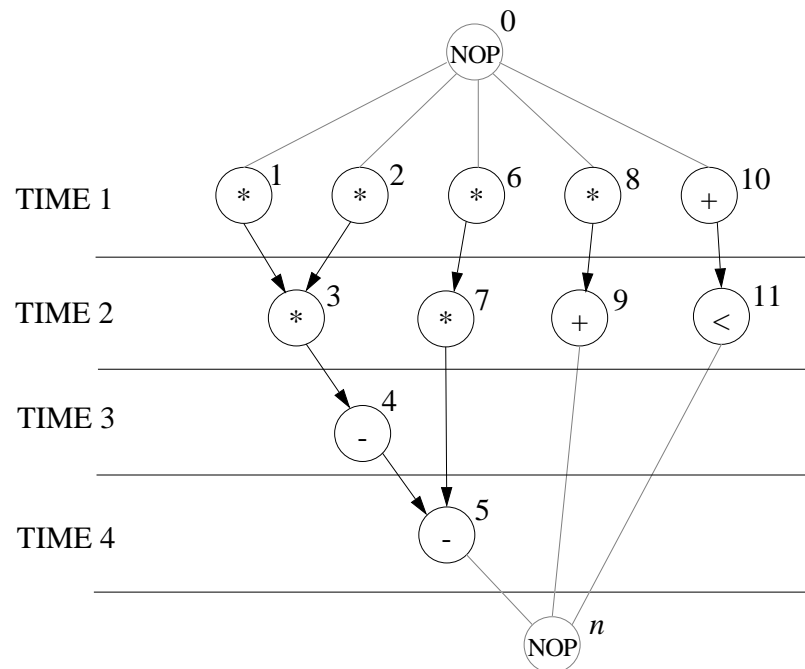 0
NOP
1 2 6 8 10
TIME 1 * * * * +
3 7 9 11
TIME 2 * * + <
4
TIME 3 -
5
TIME 4 -
n
NOP